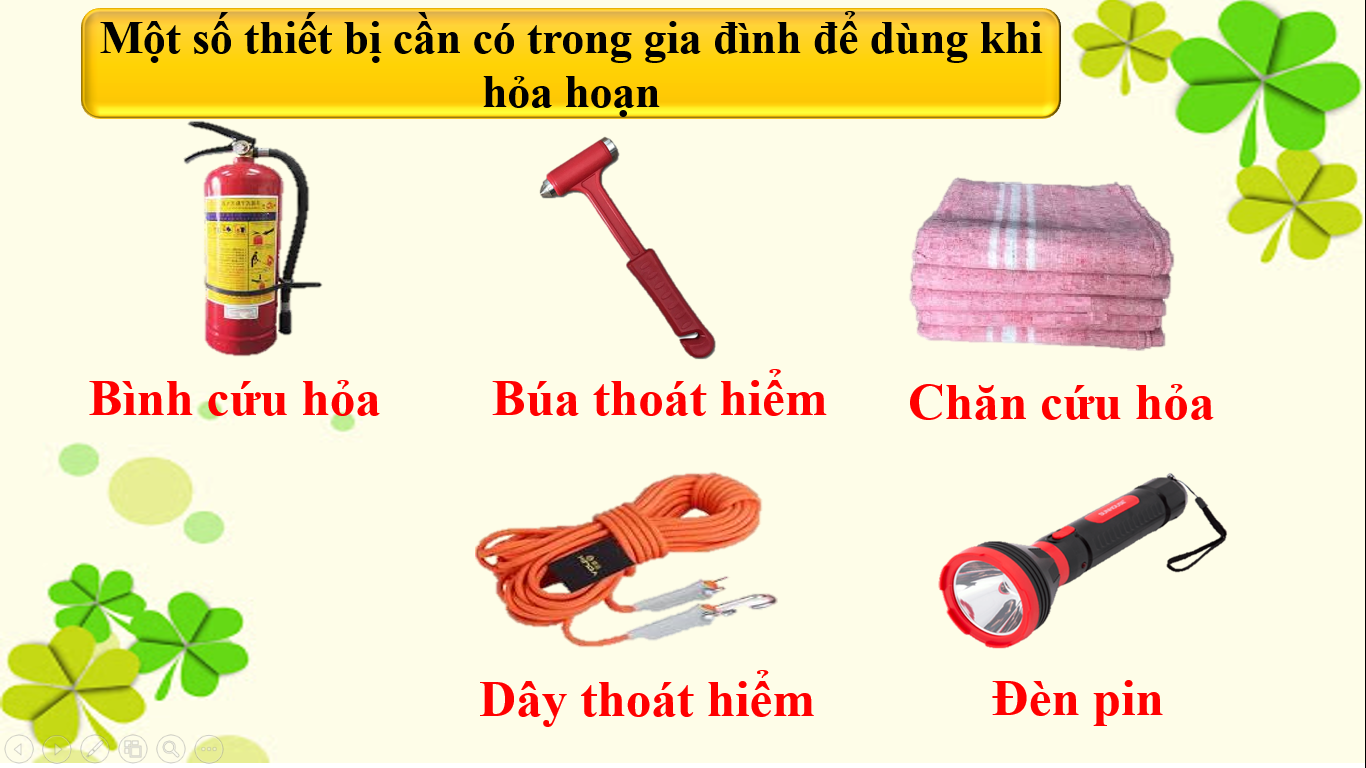 Một số thiết bị cần có trong gia đình để dùng khi
hỏa hoạn
Bình cứu hỏa
Búa thoát hiểm
Chăn cứu hỏa
Dây thoát hiểm
Đèn pin